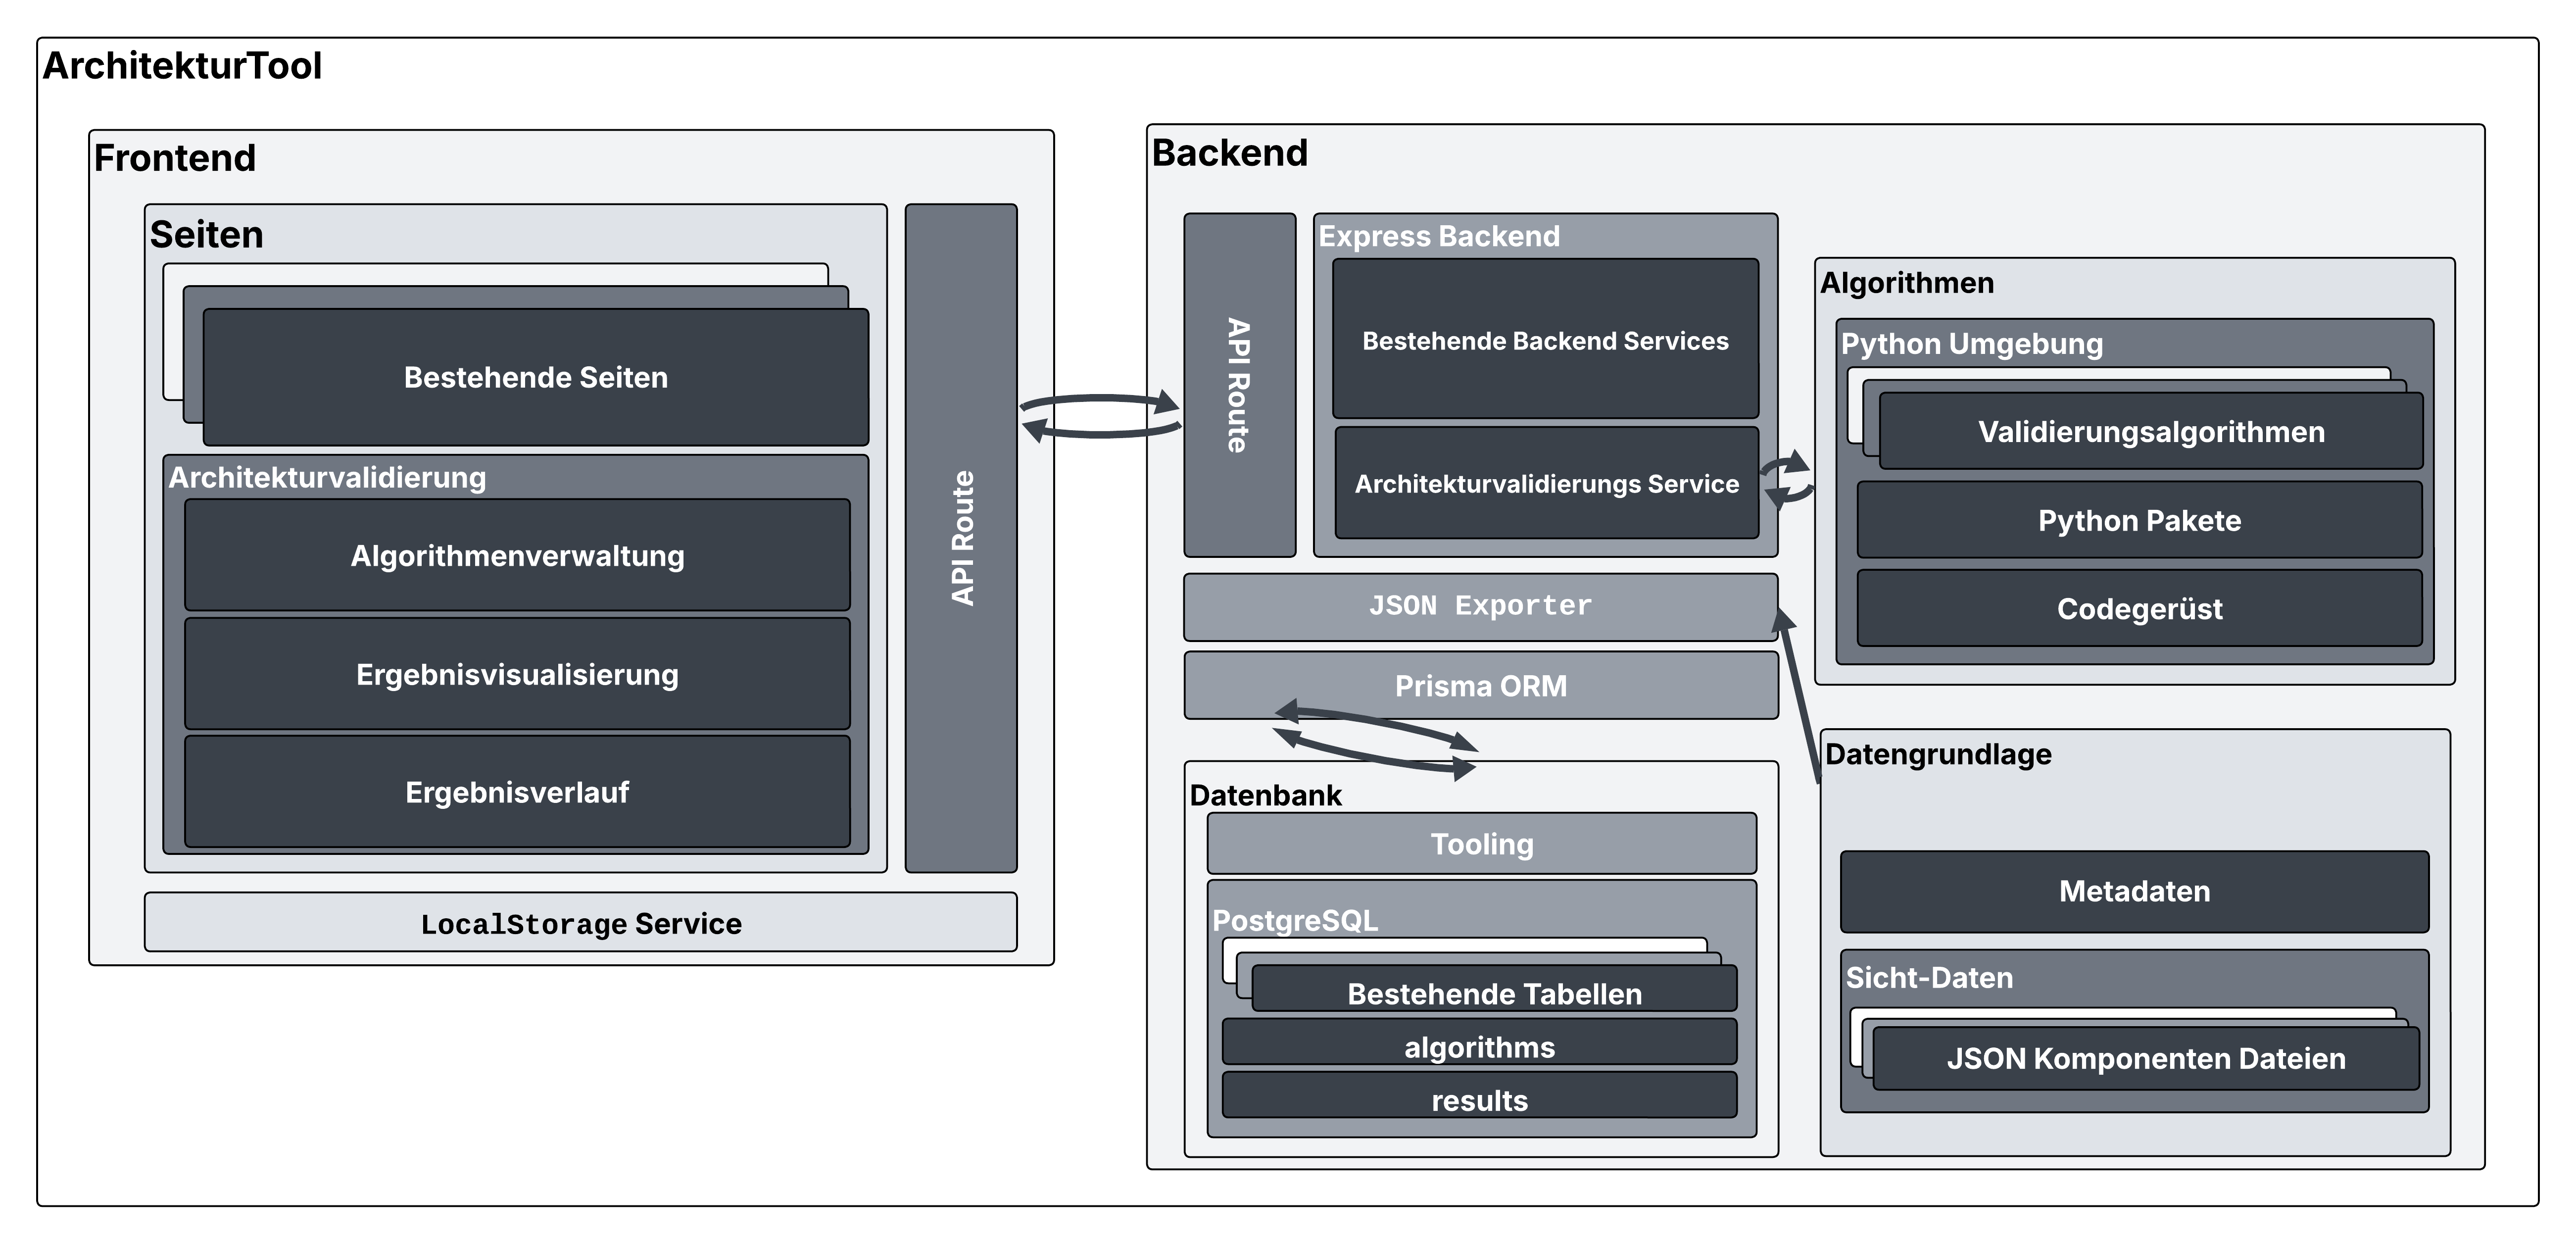 ArchitekturTool
Frontend
Seiten
Bestehende Seiten
Architekturvalidierung
Algorithmenverwaltung
Ergebnisvisualisierung
Ergebnisverlauf
API Route
LocalStorage Service
Backend
API Route
Express Backend
Bestehende Backend Services
Architekturvalidierungs Service
JSON Exporter
Prisma ORM
Datenbank
Tooling
PostgreSQL
Bestehende Tabellen
algorithms
results
Algorithmen
Python Umgebung
Validierungsalgorithmen
Python Pakete
Codegerüst
Datengrundlage
Metadaten
Sicht-Daten
JSON Komponenten Dateien